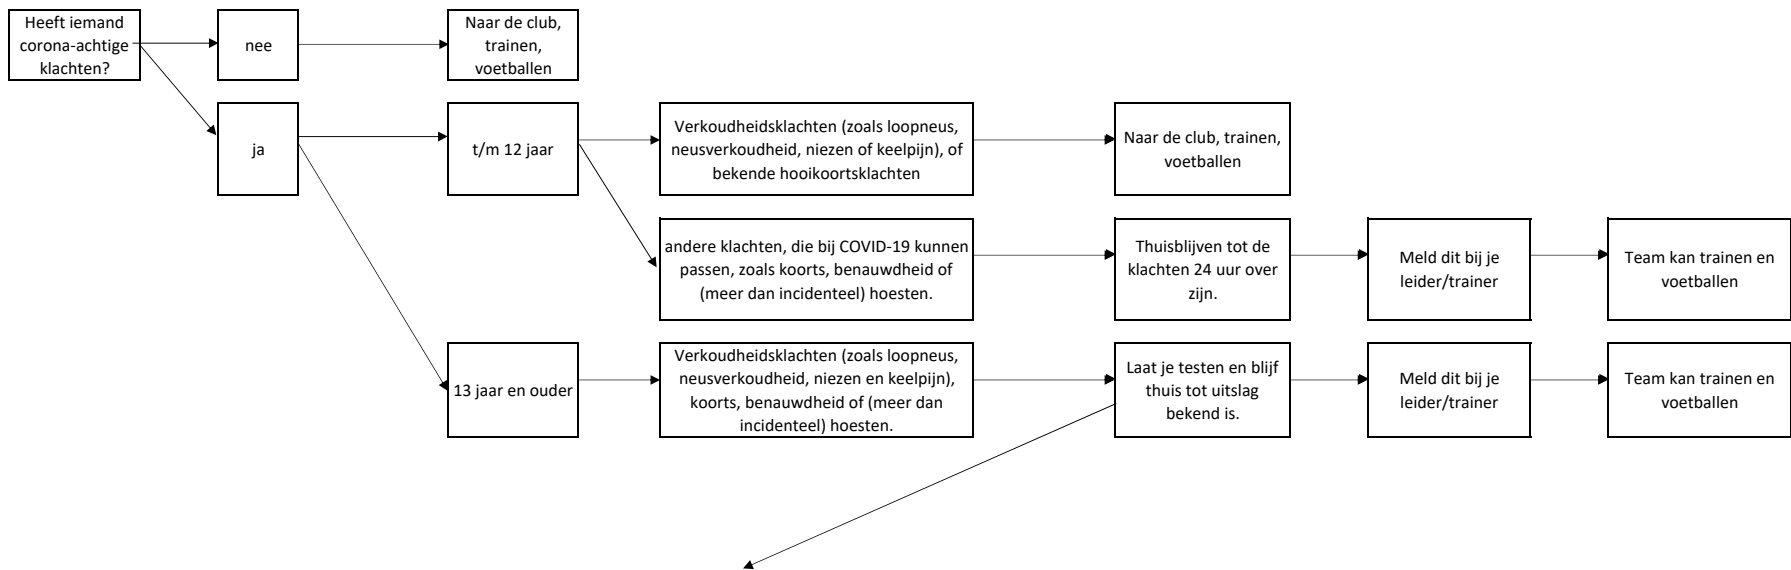 Heeft iemand
corona-achtige
klachten?
nee
Naar de club,
trainen,
voetballen
ja
t/m 12 jaar
Verkoudheidsklachten (zoals loopneus,
neusverkoudheid, niezen of keelpijn), of
bekende hooikoortsklachten
Naar de club, trainen,
voetballen
andere klachten, die bij COVID-19 kunnen
passen, zoals koorts, benauwdheid of
(meer dan incidenteel) hoesten.
Thuisblijven tot de
klachten 24 uur over
zijn.
Meld dit bij je
leider/trainer
Team kan trainen en
voetballen
13 jaar en ouder
Verkoudheidsklachten (zoals loopneus,
neusverkoudheid, niezen en keelpijn),
koorts, benauwdheid of (meer dan
incidenteel) hoesten.
Laat je testen en blijf
thuis tot uitslag
bekend is.
Meld dit bij je
leider/trainer
Team kan trainen en
voetballen